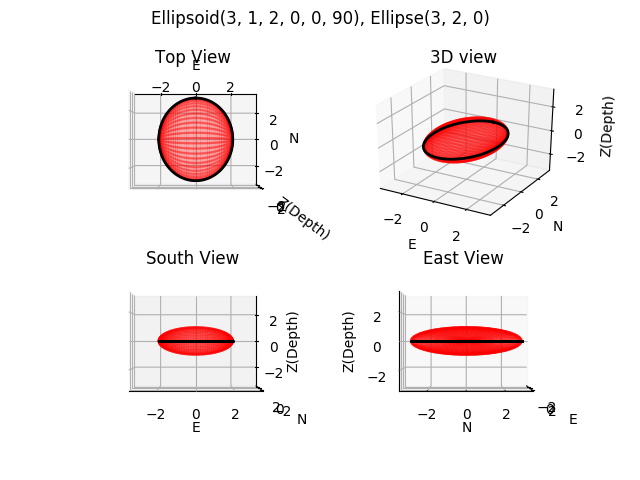 Ellipsoid(3, 1, 2, 0, 0, 90), Ellipse(3, 2, 0)
Top View
E
−2 0 2
2
0
−2
N
Z(Depth)
3D view
2
0
−2
Z(Depth)
−2 0 2
E
−2 0 2
N
South View
2
0
−2
Z(Depth)
−2 0 2
E
N
East View
2
0
−2
Z(Depth)
−2 0 2
N
E